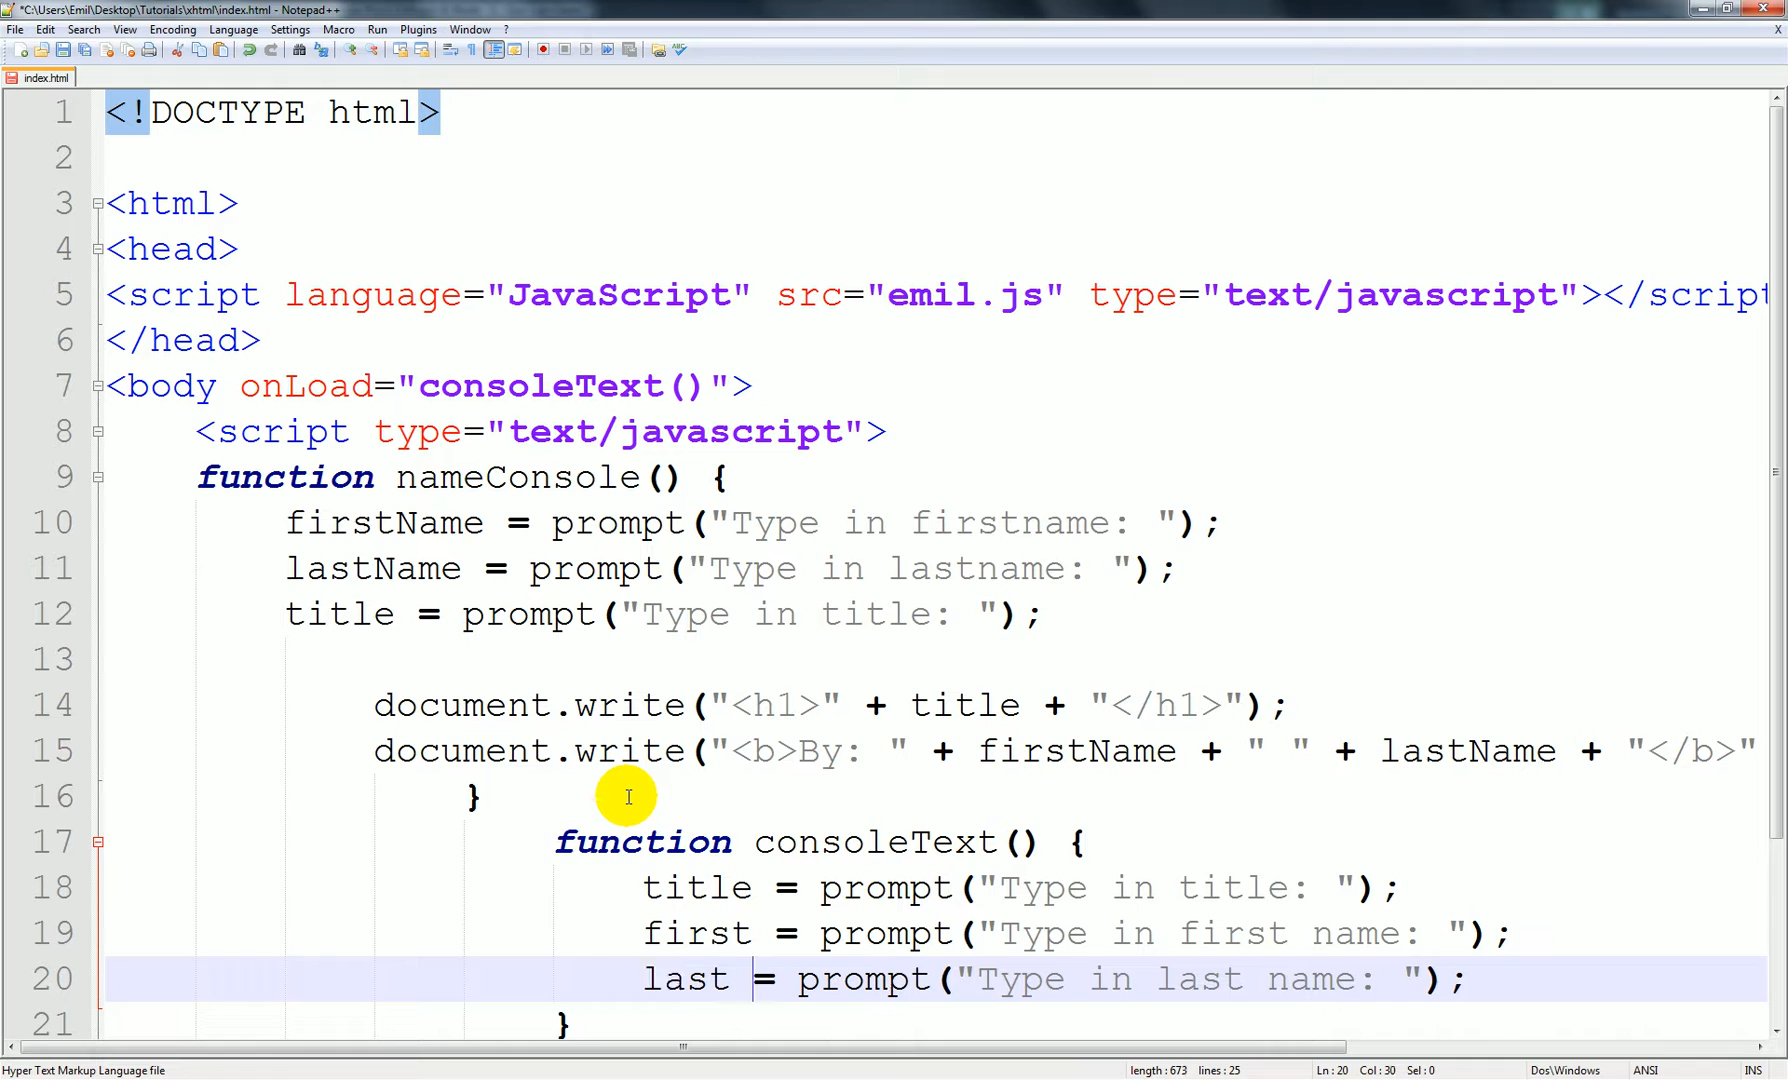 *C:\Users\Emil\Desktop\Tutorials\xhtml\index.html - Notepad++
File Edit Search View Encoding Language Settings Macro Run Plugins Window ? X
index.html
1 <!DOCTYPE html>
2
3 <html>
4 <head>
5 <script language="JavaScript" src="emil.js" type="text/javascript"></script
6 </head>
7 <body onLoad="consoleText()">
8 <script type="text/javascript">
9 function nameConsole() {
10 firstName = prompt("Type in firstname: ");
11 lastName = prompt("Type in lastname: ");
12 title = prompt("Type in title: ");
13
14 document.write("<h1>" + title + "</h1>");
15 document.write("<b>By: " + firstName + " " + lastName + "</b>"
16 }
17 function consoleText() {
18 title = prompt("Type in title: ");
19 first = prompt("Type in first name: ");
20 last = prompt("Type in last name: ");
21 }
Hyper Text Markup Language file length : 673 lines : 25 Ln : 20 Col : 30 Sel : 0 Dos\Windows ANSI INS